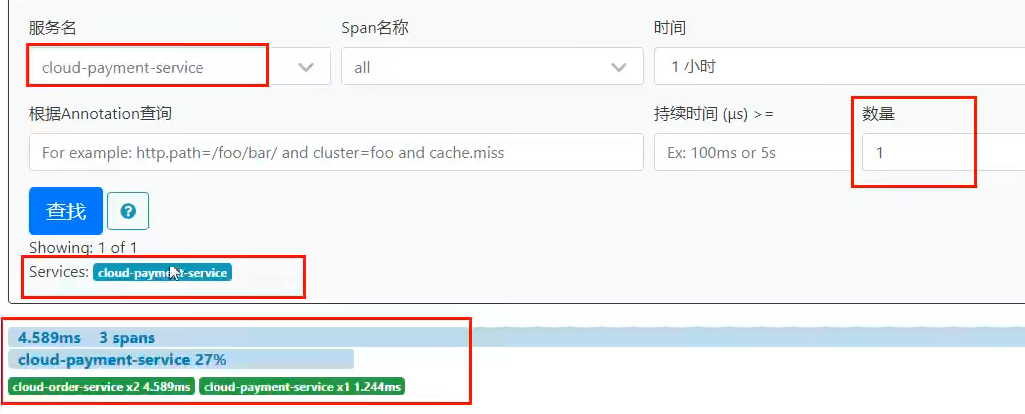 服务名 Span名称 时间
cloud-payment-service all 1 小时
根据Annotation查询 持续时间 (μs) >= 数量
For example: http.path=/foo/bar/ and cluster=foo and cache.miss Ex: 100ms or 5s 1
查找 ?
Showing: 1 of 1
Services: cloud-payment-service
4.589ms 3 spans
cloud-payment-service 27%
cloud-order-service x2 4.589ms cloud-payment-service x1 1.244ms